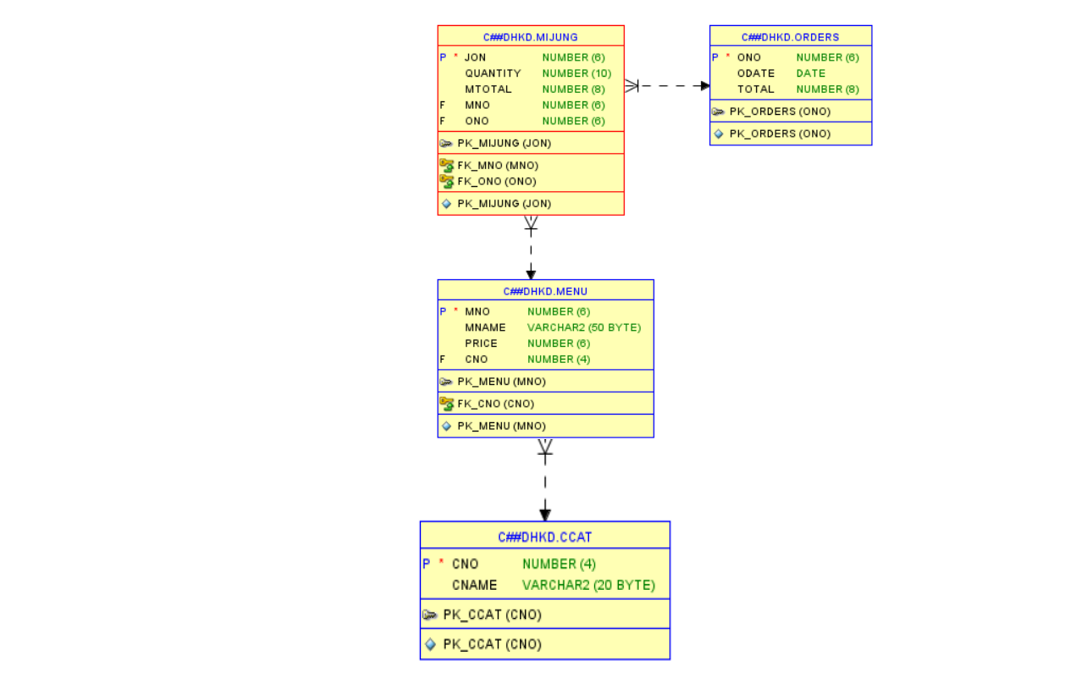 C##DHKD.MIJUNG
P * JON NUMBER (6)
QUANTITY NUMBER (10)
MTOTAL NUMBER (8)
F MNO NUMBER (6)
F ONO NUMBER (6)
PK_MIJUNG (JON)
FK_MNO (MNO)
FK_ONO (ONO)
PK_MIJUNG (JON)
C##DHKD.ORDERS
P * ONO NUMBER (6)
ODATE DATE
TOTAL NUMBER (8)
PK_ORDERS (ONO)
PK_ORDERS (ONO)
C##DHKD.MENU
P * MNO NUMBER (6)
MNAME VARCHAR2 (50 BYTE)
PRICE NUMBER (6)
F CNO NUMBER (4)
PK_MENU (MNO)
FK_CNO (CNO)
PK_MENU (MNO)
C##DHKD.CCAT
P * CNO NUMBER (4)
CNAME VARCHAR2 (20 BYTE)
PK_CCAT (CNO)
PK_CCAT (CNO)